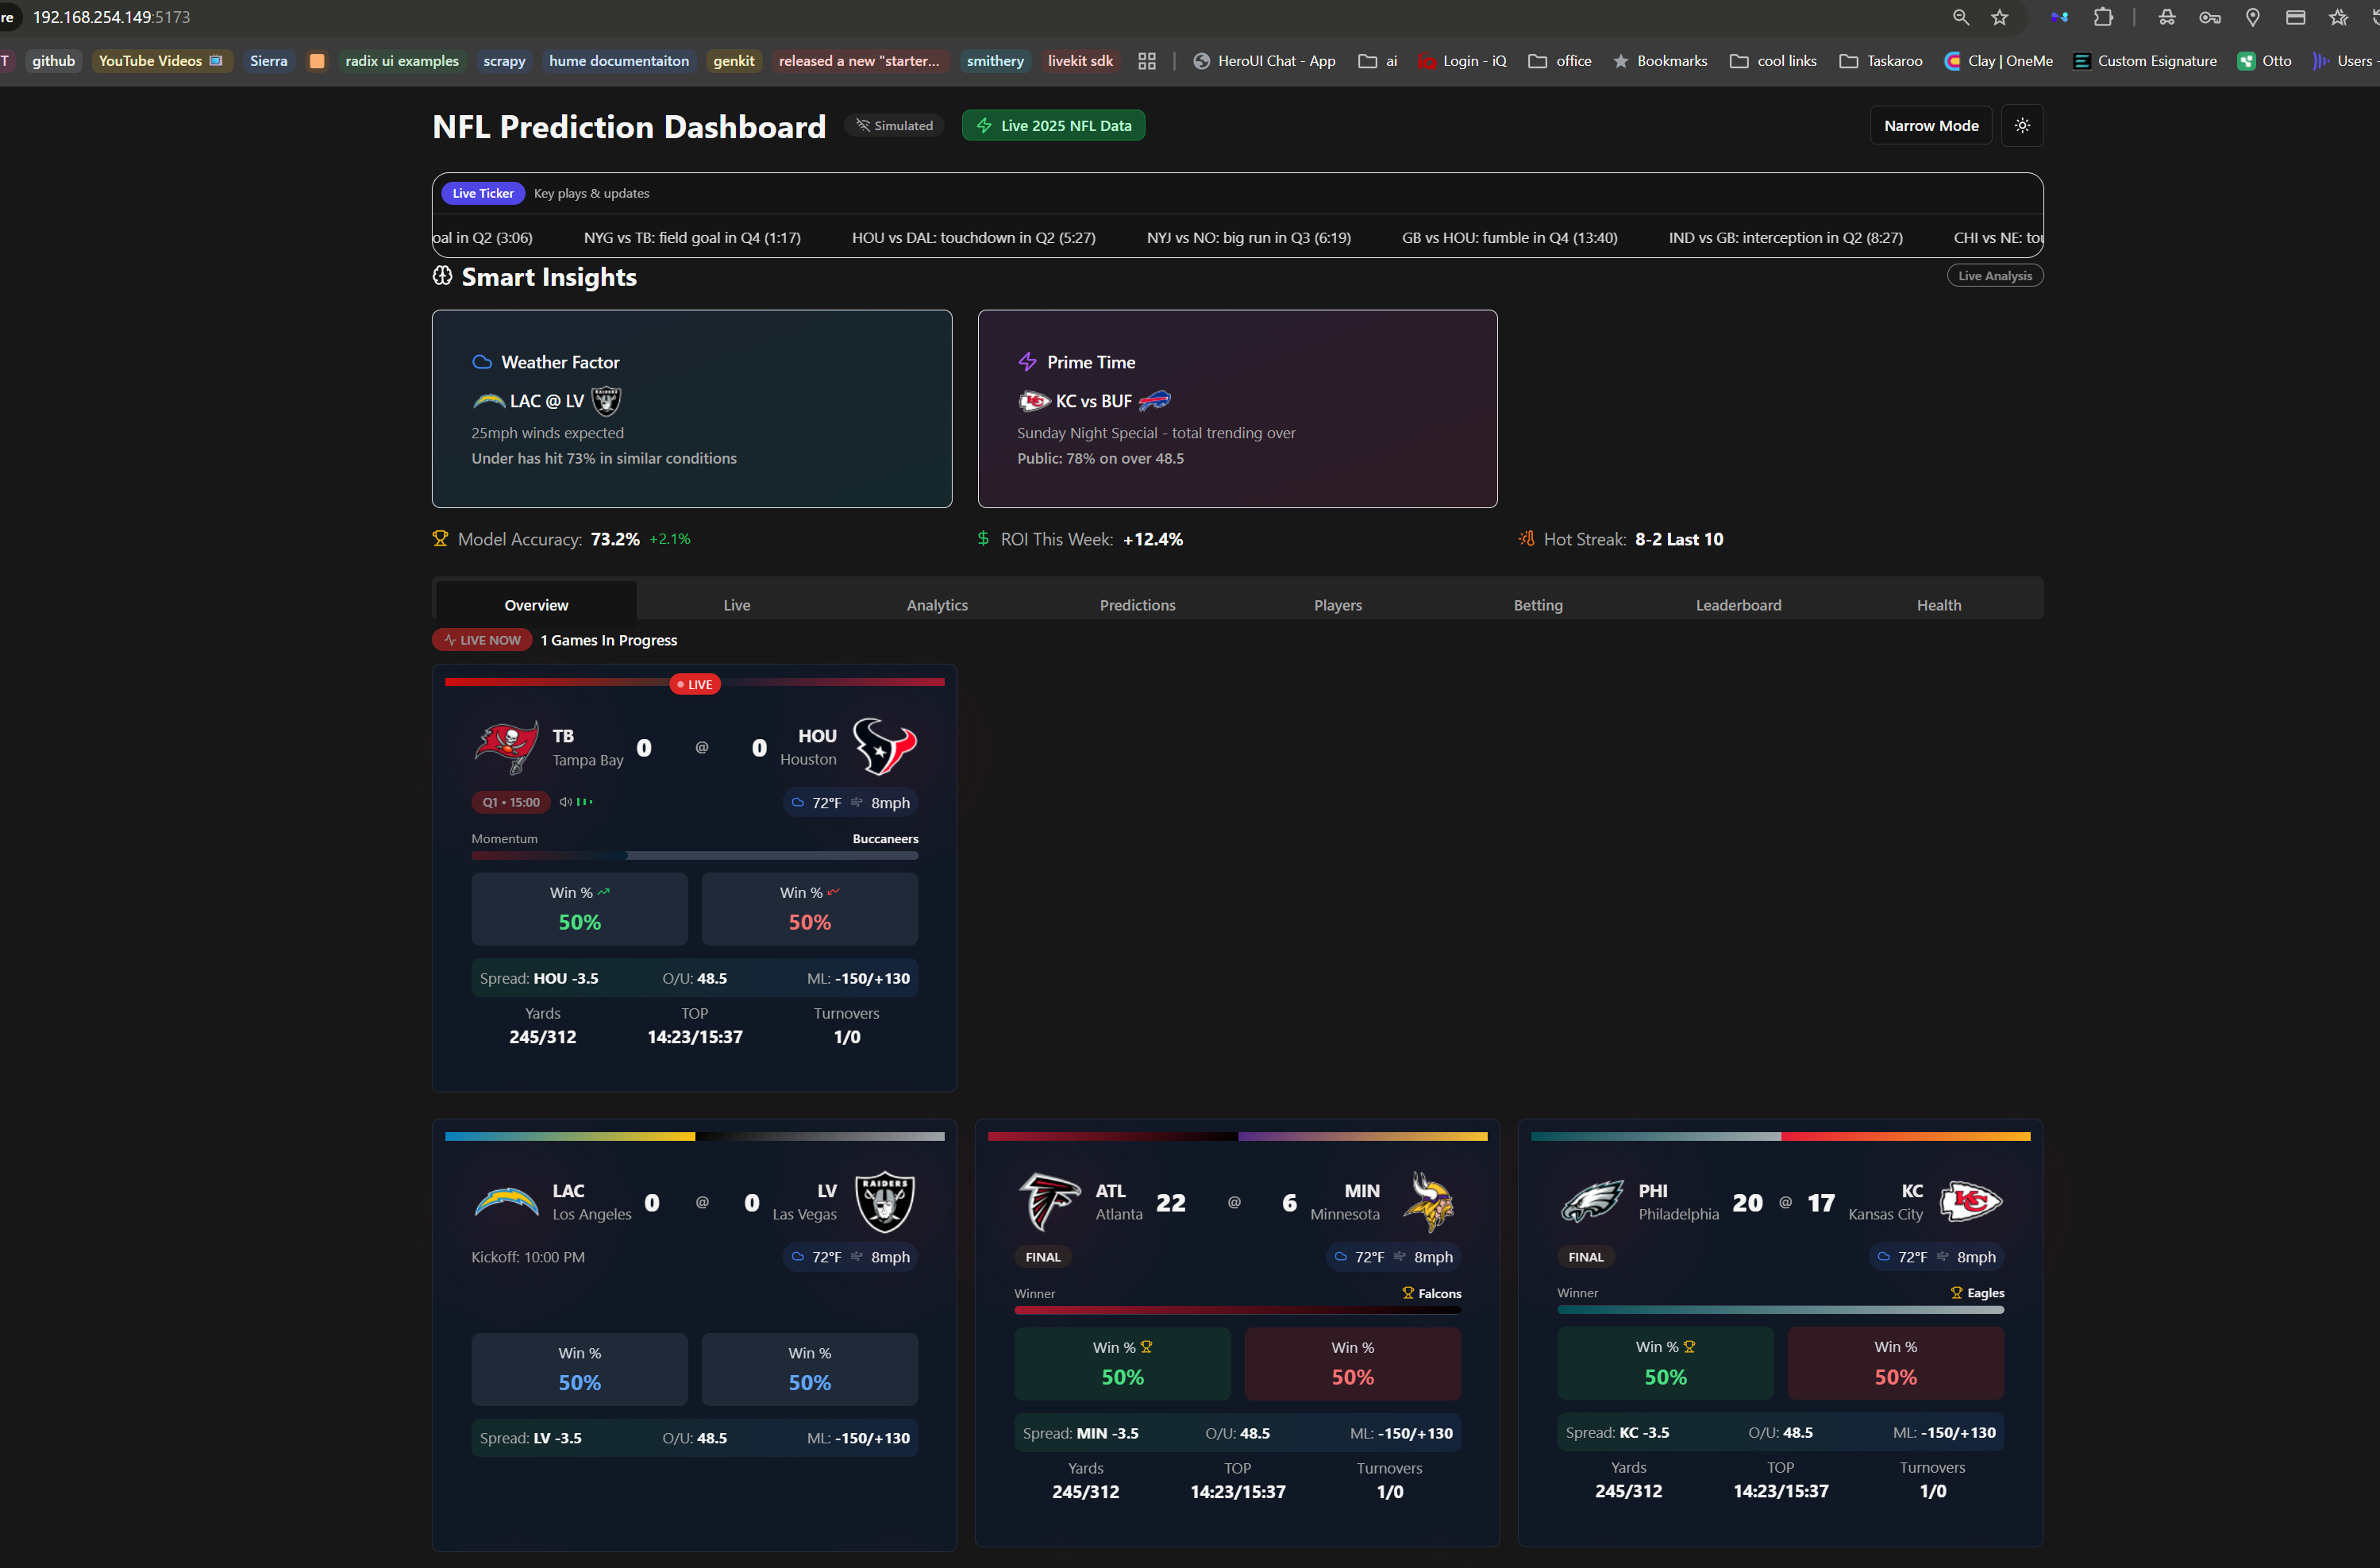 re 192.168.254.149:5173
T github YouTube Videos Sierra radix ui examples scrapy hume documentaiton genkit released a new "starter... smithery livekit sdk HeroUI Chat - App ai Login - iQ office Bookmarks cool links Taskaroo Clay | OneMe Custom Esignature Otto Users -
NFL Prediction Dashboard Simulated Live 2025 NFL Data Narrow Mode
Live Ticker Key plays & updates
oal in Q2 (3:06) NYG vs TB: field goal in Q4 (1:17) HOU vs DAL: touchdown in Q2 (5:27) NYJ vs NO: big run in Q3 (6:19) GB vs HOU: fumble in Q4 (13:40) IND vs GB: interception in Q2 (8:27) CHI vs NE: tou
Smart Insights Live Analysis
Weather Factor
LAC @ LV RAIDERS
25mph winds expected
Under has hit 73% in similar conditions
Prime Time
KC vs BUF
Sunday Night Special - total trending over
Public: 78% on over 48.5
Model Accuracy: 73.2% +2.1% ROI This Week: +12.4% Hot Streak: 8-2 Last 10
Overview Live Analytics Predictions Players Betting Leaderboard Health
LIVE NOW 1 Games In Progress
LIVE
TB 0 @ 0 HOU
Tampa Bay Houston
Q1 • 15:00 72°F 8mph
Momentum Buccaneers
Win % Win %
50% 50%
Spread: HOU -3.5 O/U: 48.5 ML: -150/+130
Yards TOP Turnovers
245/312 14:23/15:37 1/0
LAC 0 @ 0 LV RAIDERS
Los Angeles Las Vegas
Kickoff: 10:00 PM 72°F 8mph
Win % Win %
50% 50%
Spread: LV -3.5 O/U: 48.5 ML: -150/+130
ATL 22 @ 6 MIN
Atlanta Minnesota
FINAL 72°F 8mph
Winner Falcons
Win % Win %
50% 50%
Spread: MIN -3.5 O/U: 48.5 ML: -150/+130
Yards TOP Turnovers
245/312 14:23/15:37 1/0
PHI 20 @ 17 KC KC
Philadelphia Kansas City
FINAL 72°F 8mph
Winner Eagles
Win % Win %
50% 50%
Spread: KC -3.5 O/U: 48.5 ML: -150/+130
Yards TOP Turnovers
245/312 14:23/15:37 1/0